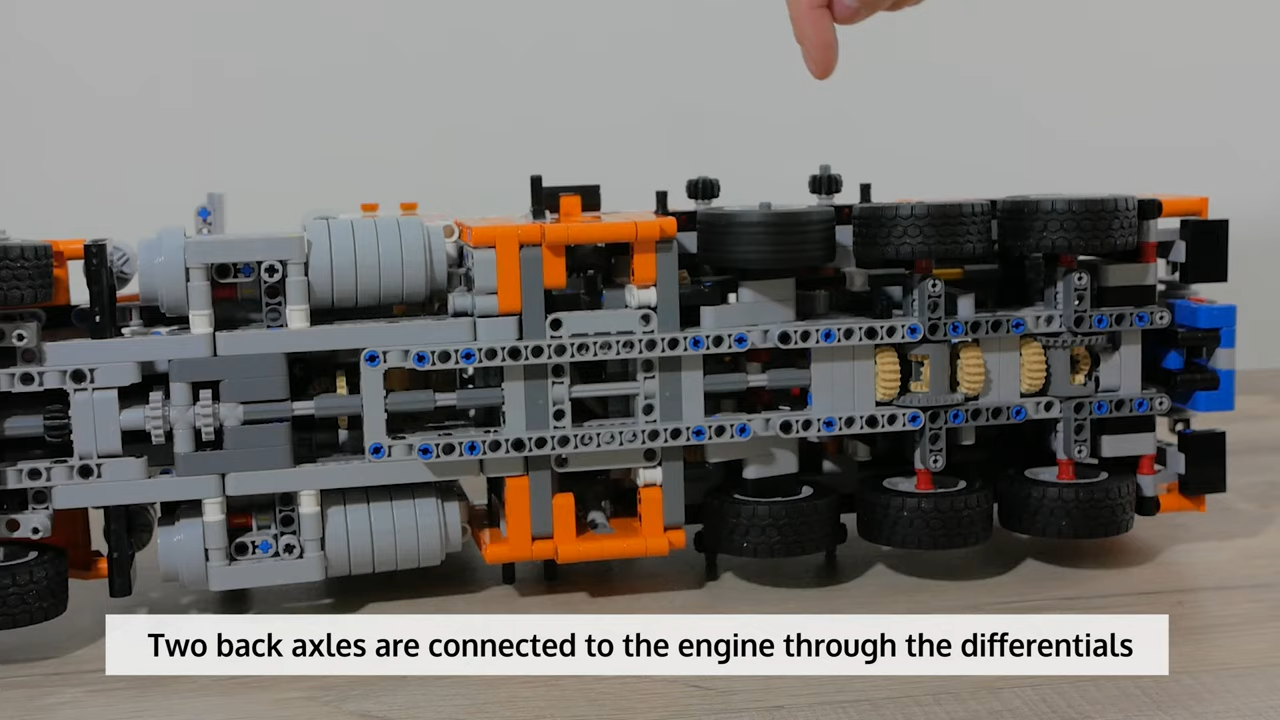 Two back axles are connected to the engine through the differentials